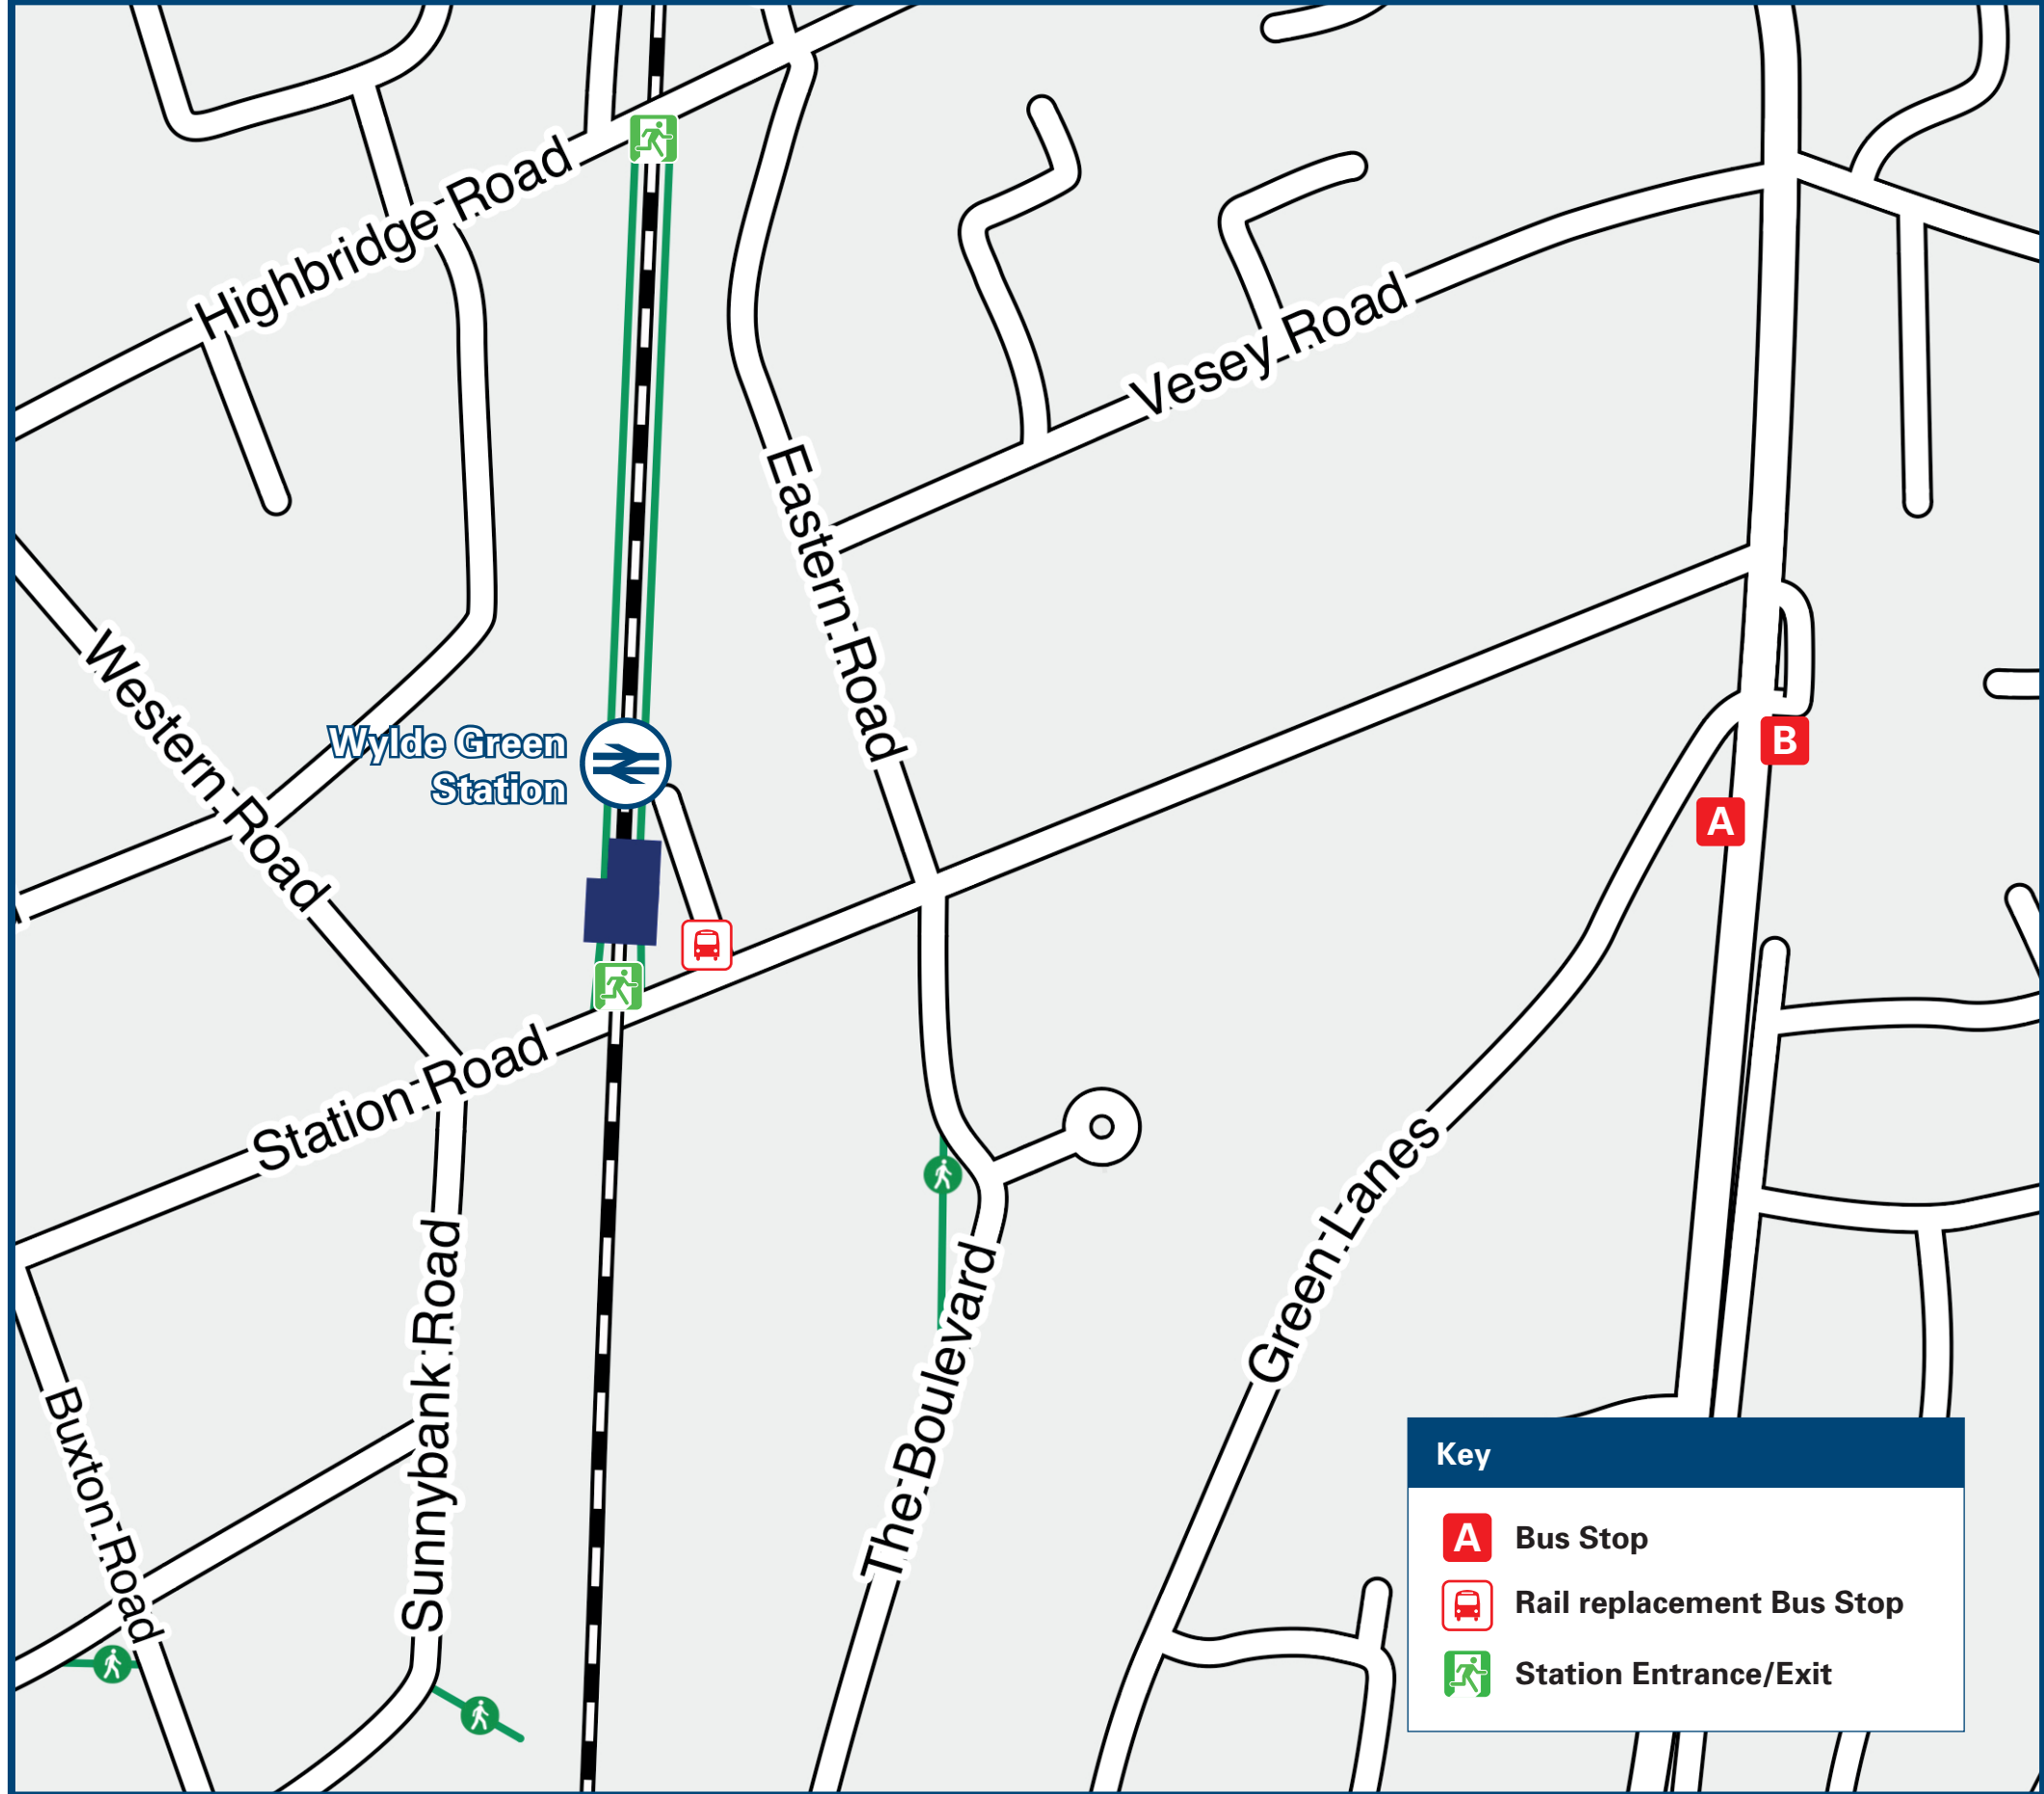 Highbridge Road
Vesey Road
Eastern Road
Western Road
Wylde Green
Station
B
A
Station Road
Green Lanes
Sunnybank Road
The Boulevard
Buxton Road
Key
A Bus Stop
Rail replacement Bus Stop
Station Entrance/Exit